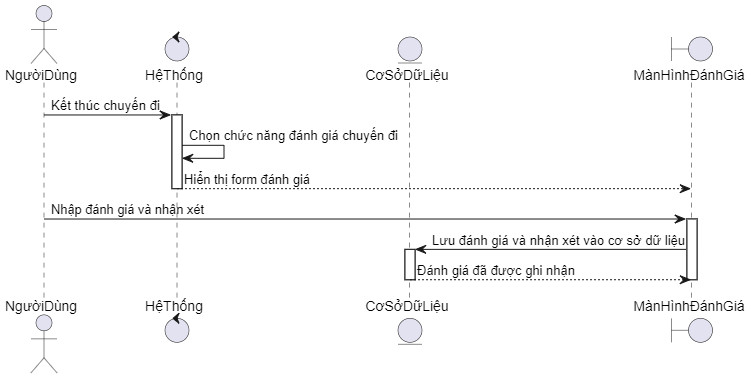 NgườiDùng HệThống CơSởDữLiệu MànHìnhĐánhGiá
Kết thúc chuyến đi
Chọn chức năng đánh giá chuyến đi
Hiển thị form đánh giá
Nhập đánh giá và nhận xét
Lưu đánh giá và nhận xét vào cơ sở dữ liệu
Đánh giá đã được ghi nhận
NgườiDùng HệThống CơSởDữLiệu MànHìnhĐánhGiá